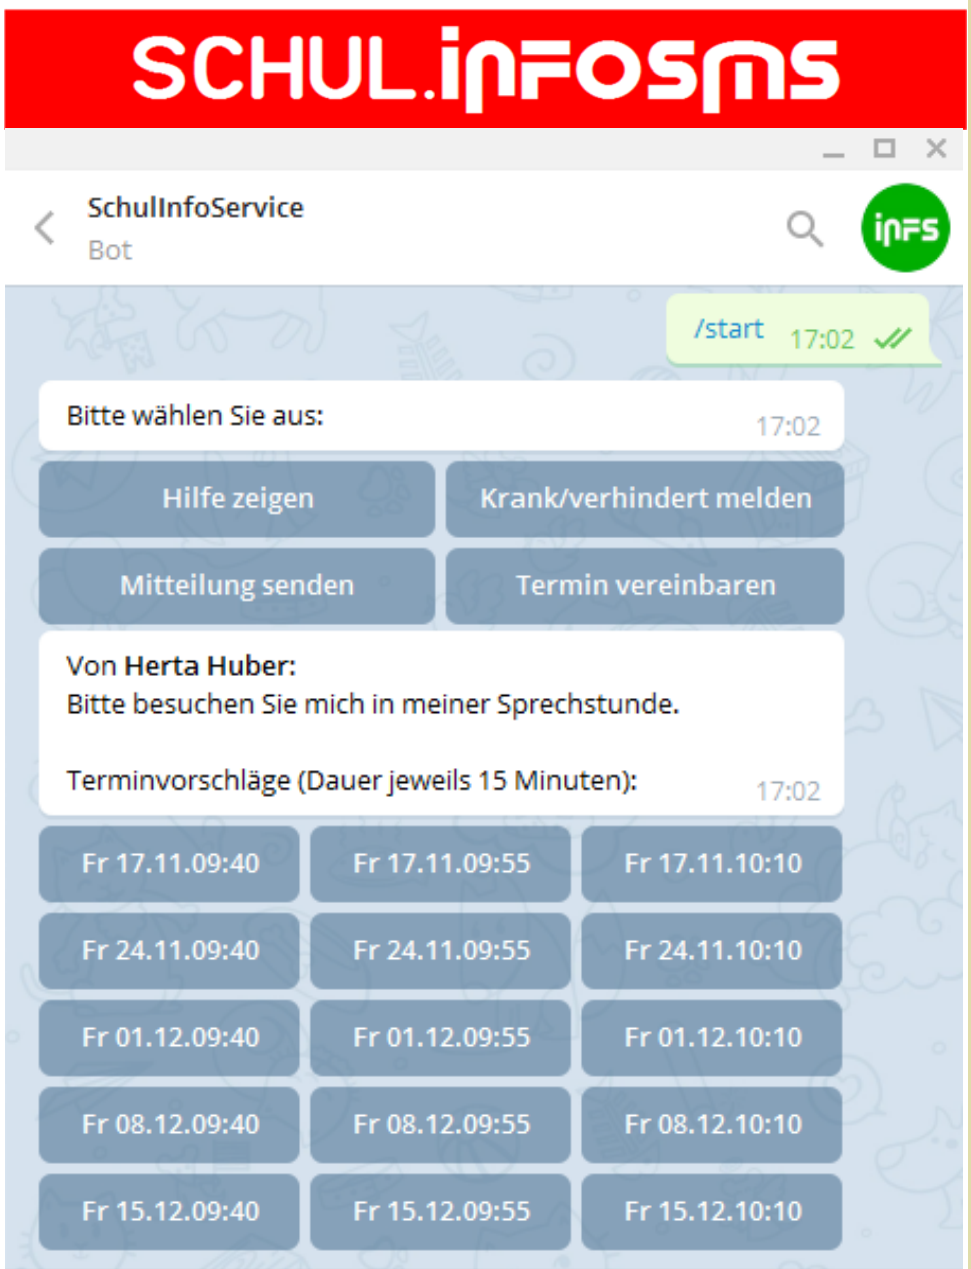 SCHUL.infosms
SchulInfoService
Bot
infs
/start 17:02
Bitte wählen Sie aus: 17:02
Hilfe zeigen Krank/verhindert melden
Mitteilung senden Termin vereinbaren
Von Herta Huber:
Bitte besuchen Sie mich in meiner Sprechstunde.
Terminvorschläge (Dauer jeweils 15 Minuten): 17:02
Fr 17.11.09:40 Fr 17.11.09:55 Fr 17.11.10:10
Fr 24.11.09:40 Fr 24.11.09:55 Fr 24.11.10:10
Fr 01.12.09:40 Fr 01.12.09:55 Fr 01.12.10:10
Fr 08.12.09:40 Fr 08.12.09:55 Fr 08.12.10:10
Fr 15.12.09:40 Fr 15.12.09:55 Fr 15.12.10:10